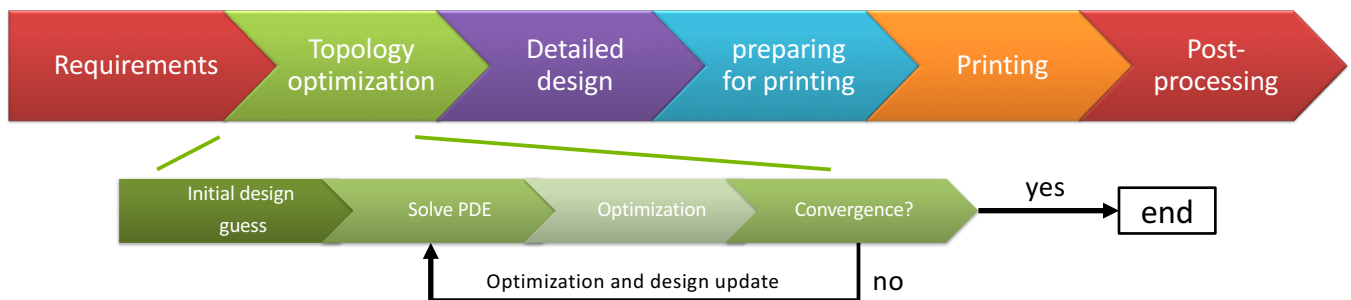 Requirements
Topology
optimization
Detailed
design
preparing
for printing
Printing
Post-
processing
Initial design
guess
Solve PDE
Optimization
Convergence?
yes
end
Optimization and design update
no